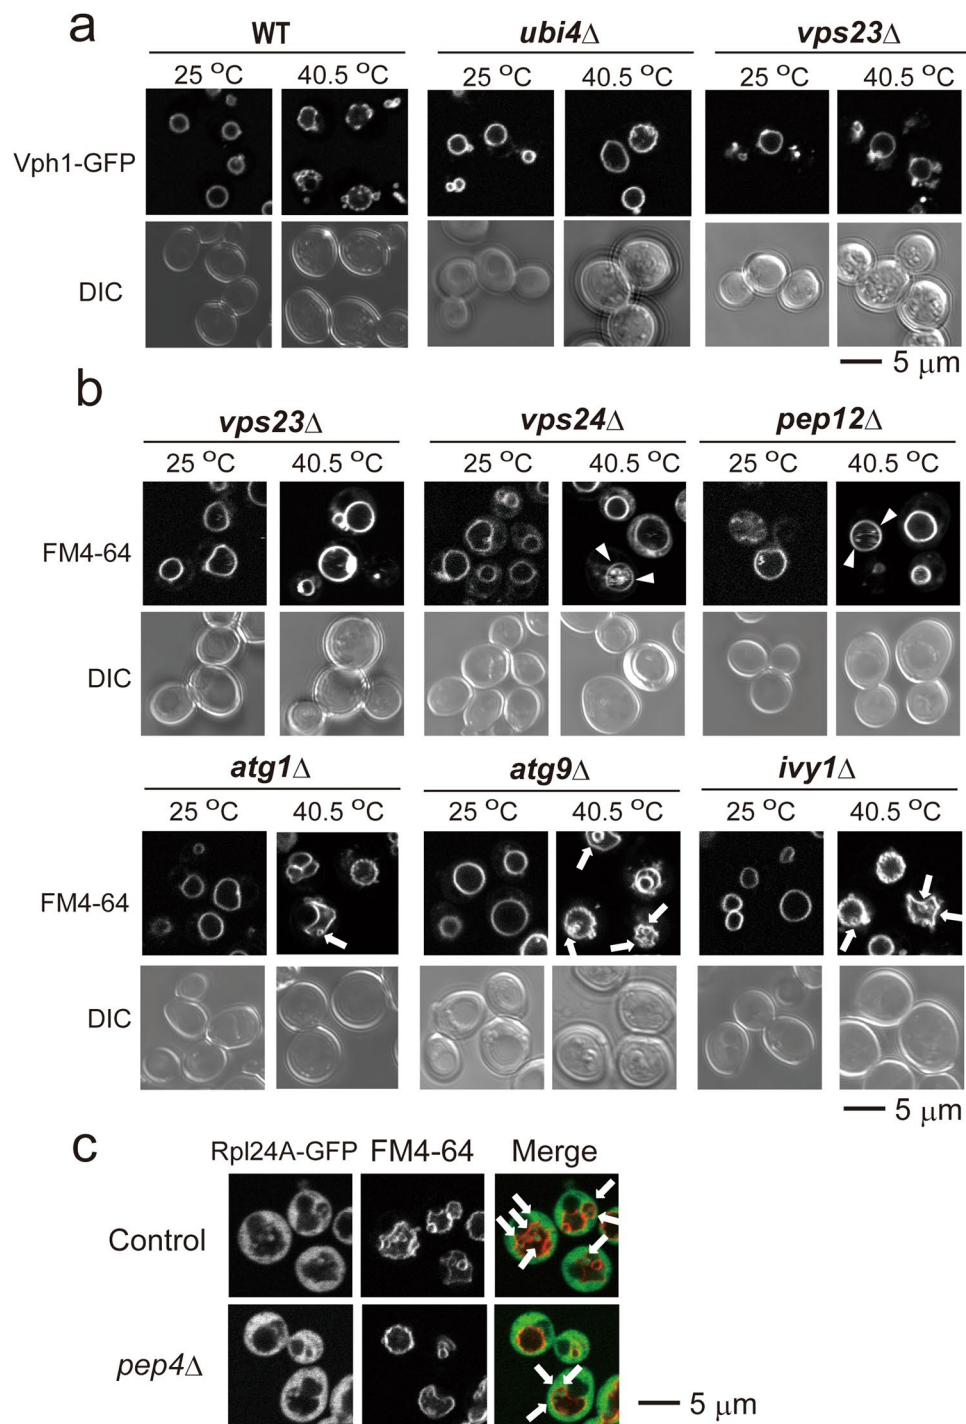 a
WT ubi4Δ vps23Δ
25 °C 40.5 °C 25 °C 40.5 °C 25 °C 40.5 °C
Vph1-GFP
DIC
5 μm
b
vps23Δ vps24Δ pep12Δ
25 °C 40.5 °C 25 °C 40.5 °C 25 °C 40.5 °C
FM4-64
DIC
atg1Δ atg9Δ ivy1Δ
25 °C 40.5 °C 25 °C 40.5 °C 25 °C 40.5 °C
FM4-64
DIC
5 μm
c
Rpl24A-GFP FM4-64 Merge
Control
pep4Δ
5 μm